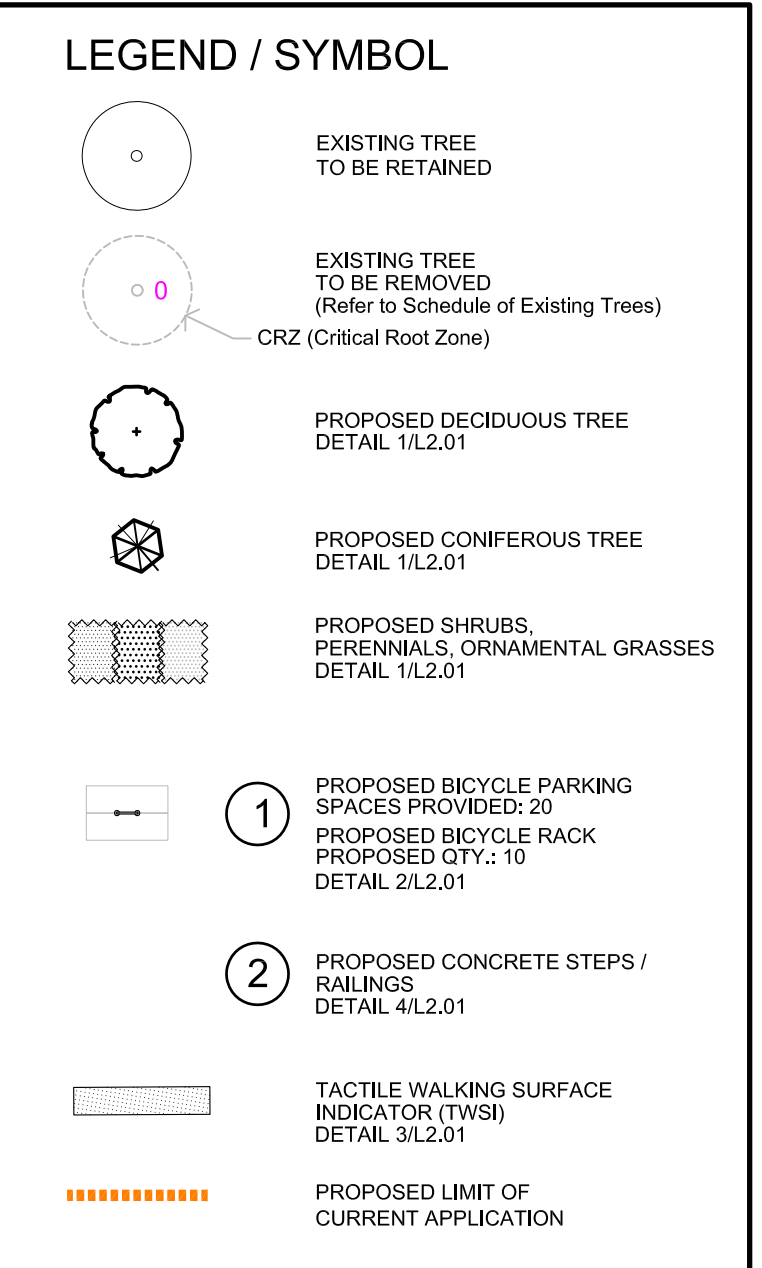 LEGEND / SYMBOL
EXISTING TREE
TO BE RETAINED
EXISTING TREE
TO BE REMOVED
(Refer to Schedule of Existing Trees)
0
CRZ (Critical Root Zone)
PROPOSED DECIDUOUS TREE
DETAIL 1/L2.01
PROPOSED CONIFEROUS TREE
DETAIL 1/L2.01
PROPOSED SHRUBS,
PERENNIALS, ORNAMENTAL GRASSES
DETAIL 1/L2.01
1
PROPOSED BICYCLE PARKING
SPACES PROVIDED: 20
PROPOSED BICYCLE RACK
PROPOSED QTY.: 10
DETAIL 2/L2.01
2
PROPOSED CONCRETE STEPS /
RAILINGS
DETAIL 4/L2.01
TACTILE WALKING SURFACE
INDICATOR (TWSI)
DETAIL 3/L2.01
PROPOSED LIMIT OF
CURRENT APPLICATION